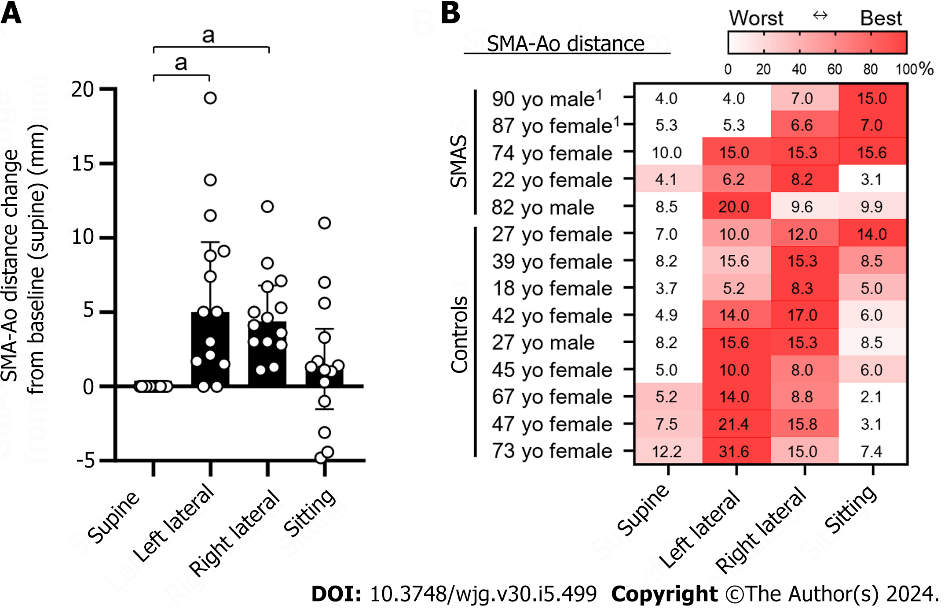 A
a
a
SMA-Ao distance change
from baseline (supine) (mm)
20
15
10
5
0
-5
Supine
Left lateral
Right lateral
Sitting
B
Worst ↔ Best
SMA-Ao distance
0 20 40 60 80 100%
SMAS
90 yo male¹ 4.0 4.0 7.0 15.0
87 yo female¹ 5.3 5.3 6.6 7.0
74 yo female 10.0 15.0 15.3 15.6
22 yo female 4.1 6.2 8.2 3.1
82 yo male 8.5 20.0 9.6 9.9
Controls
27 yo female 7.0 10.0 12.0 14.0
39 yo female 8.2 15.6 15.3 8.5
18 yo female 3.7 5.2 8.3 5.0
42 yo female 4.9 14.0 17.0 6.0
27 yo male 8.2 15.6 15.3 8.5
45 yo female 5.0 10.0 8.0 6.0
67 yo female 5.2 14.0 8.8 2.1
47 yo female 7.5 21.4 15.8 3.1
73 yo female 12.2 31.6 15.0 7.4
Supine
Left lateral
Right lateral
Sitting
DOI: 10.3748/wjg.v30.i5.499 Copyright ©The Author(s) 2024.